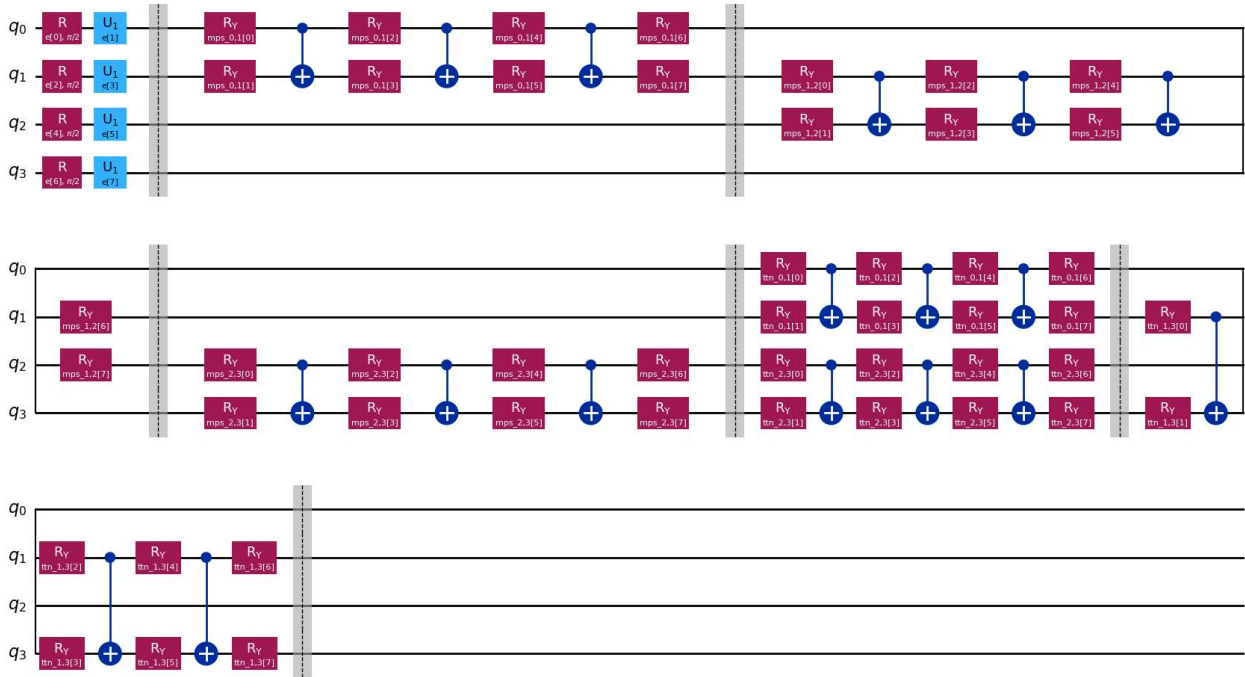 q0 R e[0], π/2 U1 e[1] RY mps_0,1[0] RY mps_0,1[2] RY mps_0,1[4] RY mps_0,1[6]
q1 R e[2], π/2 U1 e[3] RY mps_0,1[1] RY mps_0,1[3] RY mps_0,1[5] RY mps_0,1[7] RY mps_1,2[0] RY mps_1,2[2] RY mps_1,2[4]
q2 R e[4], π/2 U1 e[5] RY mps_1,2[1] RY mps_1,2[3] RY mps_1,2[5]
q3 R e[6], π/2 U1 e[7]
q0 RY ttn_0,1[0] RY ttn_0,1[2] RY ttn_0,1[4] RY ttn_0,1[6]
q1 RY mps_1,2[6] RY ttn_0,1[1] RY ttn_0,1[3] RY ttn_0,1[5] RY ttn_0,1[7] RY ttn_1,3[0]
q2 RY mps_1,2[7] RY mps_2,3[0] RY mps_2,3[2] RY mps_2,3[4] RY mps_2,3[6] RY ttn_2,3[0] RY ttn_2,3[2] RY ttn_2,3[4] RY ttn_2,3[6]
q3 RY mps_2,3[1] RY mps_2,3[3] RY mps_2,3[5] RY mps_2,3[7] RY ttn_2,3[1] RY ttn_2,3[3] RY ttn_2,3[5] RY ttn_2,3[7] RY ttn_1,3[1]
q0
q1 RY ttn_1,3[2] RY ttn_1,3[4] RY ttn_1,3[6]
q2
q3 RY ttn_1,3[3] RY ttn_1,3[5] RY ttn_1,3[7]